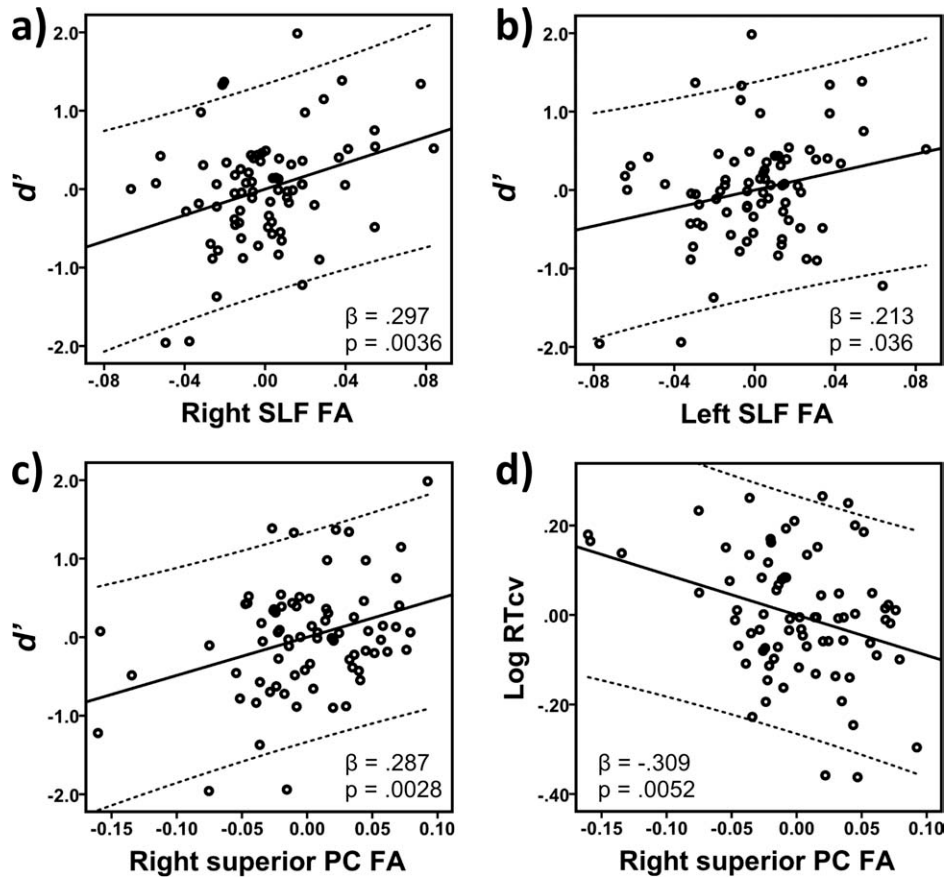 a)
2.0
1.0
.0
-1.0
-2.0
d'
-.08 -.04 .00 .04 .08
Right SLF FA
β = .297
p = .0036
b)
2.0
1.0
.0
-1.0
-2.0
d'
-.08 -.04 .00 .04 .08
Left SLF FA
β = .213
p = .036
c)
2.0
1.0
.0
-1.0
-2.0
d'
-0.15 -0.10 -0.05 0.00 0.05 0.10
Right superior PC FA
β = .287
p = .0028
d)
.20
.00
-.20
-.40
Log RTcv
-0.15 -0.10 -0.05 0.00 0.05 0.10
Right superior PC FA
β = -.309
p = .0052